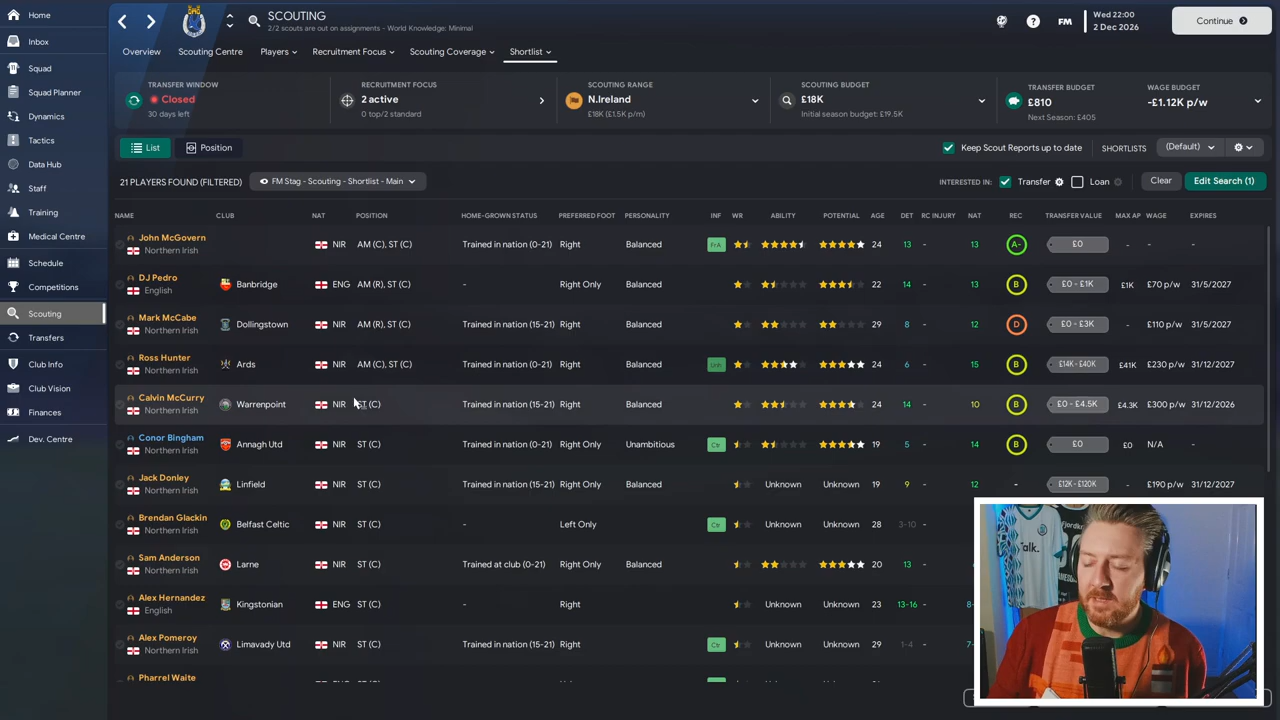 Home
Inbox
Squad
Squad Planner
Dynamics
Tactics
Data Hub
Staff
Training
Medical Centre
Schedule
Competitions
Scouting
Transfers
Club Info
Club Vision
Finances
Dev. Centre
SCOUTING
2/2 scouts are out on assignments - World Knowledge: Minimal
FM
Wed 22:00
2 Dec 2026
Continue
Overview Scouting Centre Players Recruitment Focus Scouting Coverage Shortlist
TRANSFER WINDOW
Closed
30 days left
RECRUITMENT FOCUS
2 active
0 top/2 standard
SCOUTING RANGE
N.Ireland
£18K (£1.5K p/m)
SCOUTING BUDGET
£18K
Initial season budget: £19.5K
TRANSFER BUDGET
£810
Next Season: £405
WAGE BUDGET
-£1.12K p/w
List Position
Keep Scout Reports up to date SHORTLISTS (Default)
21 PLAYERS FOUND (FILTERED) FM Stag - Scouting - Shortlist - Main INTERESTED IN: Transfer Loan Clear Edit Search (1)
NAME CLUB NAT POSITION HOME-GROWN STATUS PREFERRED FOOT PERSONALITY INF WR ABILITY POTENTIAL AGE DET RC INJURY NAT REC TRANSFER VALUE MAX AP WAGE EXPIRES
John McGovern NIR AM (C), ST (C) Trained in nation (0-21) Right Balanced PrA 24 13 - 13 A- £0 - - -
Northern Irish
DJ Pedro Banbridge ENG AM (R), ST (C) - Right Only Balanced 22 14 - 13 B £0 - £1K £1K £70 p/w 31/5/2027
English
Mark McCabe Dollingstown NIR AM (R), ST (C) Trained in nation (15-21) Right Balanced 29 8 - 12 D £0 - £3K - £110 p/w 31/5/2027
Northern Irish
Ross Hunter Ards NIR AM (C), ST (C) Trained in nation (0-21) Right Balanced Unh 24 6 - 15 B £14K - £40K £41K £230 p/w 31/12/2027
Northern Irish
Calvin McCurry Warrenpoint NIR ST (C) Trained in nation (15-21) Right Balanced 24 14 - 10 B £0 - £4.5K £4.3K £300 p/w 31/12/2026
Northern Irish
Conor Bingham Annagh Utd NIR ST (C) Trained in nation (0-21) Right Only Unambitious Ctr 19 5 - 14 B £0 £0 N/A -
Northern Irish
Jack Donley Linfield NIR ST (C) Trained in nation (15-21) Right Only Balanced Unknown Unknown 19 9 - 12 - £12K - £120K £190 p/w 31/12/2027
Northern Irish
Brendan Glackin Belfast Celtic NIR ST (C) - Left Only Ctr Unknown Unknown 28 3-10 -
Northern Irish
Sam Anderson Larne NIR ST (C) Trained at club (0-21) Right Only Balanced 20 13 -
Northern Irish
Alex Hernandez Kingstonian ENG ST (C) - Right Unknown Unknown 23 13-16 - 8-
English
Alex Pomeroy Limavady Utd NIR ST (C) Trained in nation (15-21) Right Ctr Unknown Unknown 29 1-4 - 7-
Northern Irish
Pharrel Waite
Talk.